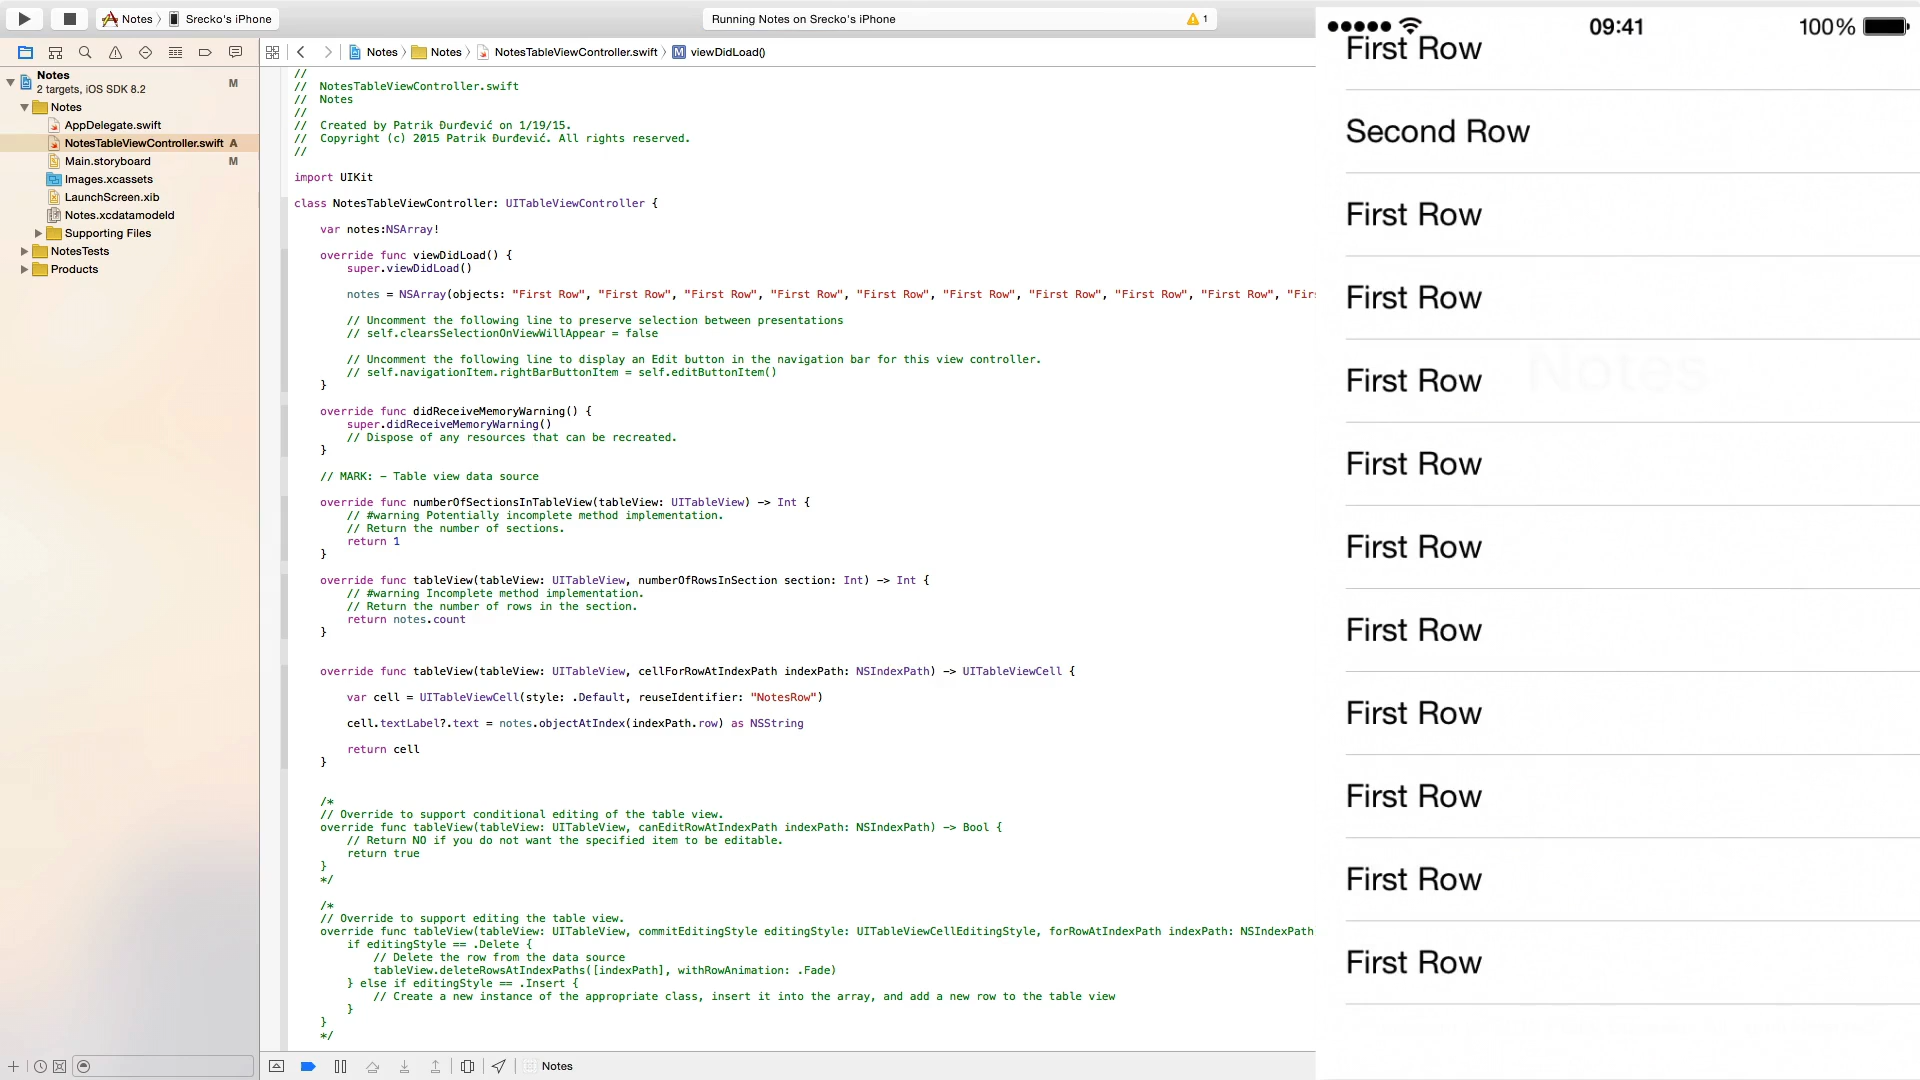 Notes Srecko's iPhone
Running Notes on Srecko's iPhone
1
Notes
2 targets, iOS SDK 8.2
M
Notes
AppDelegate.swift
NotesTableViewController.swift A
Main.storyboard M
Images.xcassets
LaunchScreen.xib
Notes.xcdatamodeld
Supporting Files
NotesTests
Products
Notes Notes NotesTableViewController.swift M viewDidLoad()
//
// NotesTableViewController.swift
// Notes
//
// Created by Patrik Đurđević on 1/19/15.
// Copyright (c) 2015 Patrik Đurđević. All rights reserved.
//
import UIKit
class NotesTableViewController: UITableViewController {
var notes:NSArray!
override func viewDidLoad() {
super.viewDidLoad()
notes = NSArray(objects: "First Row", "First Row", "First Row", "First Row", "First Row", "First Row", "First Row", "First Row", "First Row", "Firs
// Uncomment the following line to preserve selection between presentations
// self.clearsSelectionOnViewWillAppear = false
// Uncomment the following line to display an Edit button in the navigation bar for this view controller.
// self.navigationItem.rightBarButtonItem = self.editButtonItem()
}
override func didReceiveMemoryWarning() {
super.didReceiveMemoryWarning()
// Dispose of any resources that can be recreated.
}
// MARK: - Table view data source
override func numberOfSectionsInTableView(tableView: UITableView) -> Int {
// #warning Potentially incomplete method implementation.
// Return the number of sections.
return 1
}
override func tableView(tableView: UITableView, numberOfRowsInSection section: Int) -> Int {
// #warning Incomplete method implementation.
// Return the number of rows in the section.
return notes.count
}
override func tableView(tableView: UITableView, cellForRowAtIndexPath indexPath: NSIndexPath) -> UITableViewCell {
var cell = UITableViewCell(style: .Default, reuseIdentifier: "NotesRow")
cell.textLabel?.text = notes.objectAtIndex(indexPath.row) as NSString
return cell
}
/*
// Override to support conditional editing of the table view.
override func tableView(tableView: UITableView, canEditRowAtIndexPath indexPath: NSIndexPath) -> Bool {
// Return NO if you do not want the specified item to be editable.
return true
}
*/
/*
// Override to support editing the table view.
override func tableView(tableView: UITableView, commitEditingStyle editingStyle: UITableViewCellEditingStyle, forRowAtIndexPath indexPath: NSIndexPath
if editingStyle == .Delete {
// Delete the row from the data source
tableView.deleteRowsAtIndexPaths([indexPath], withRowAnimation: .Fade)
} else if editingStyle == .Insert {
// Create a new instance of the appropriate class, insert it into the array, and add a new row to the table view
}
}
*/
Notes
09:41 100%
First Row
Second Row
First Row
First Row
First Row
Notes
First Row
First Row
First Row
First Row
First Row
First Row
First Row